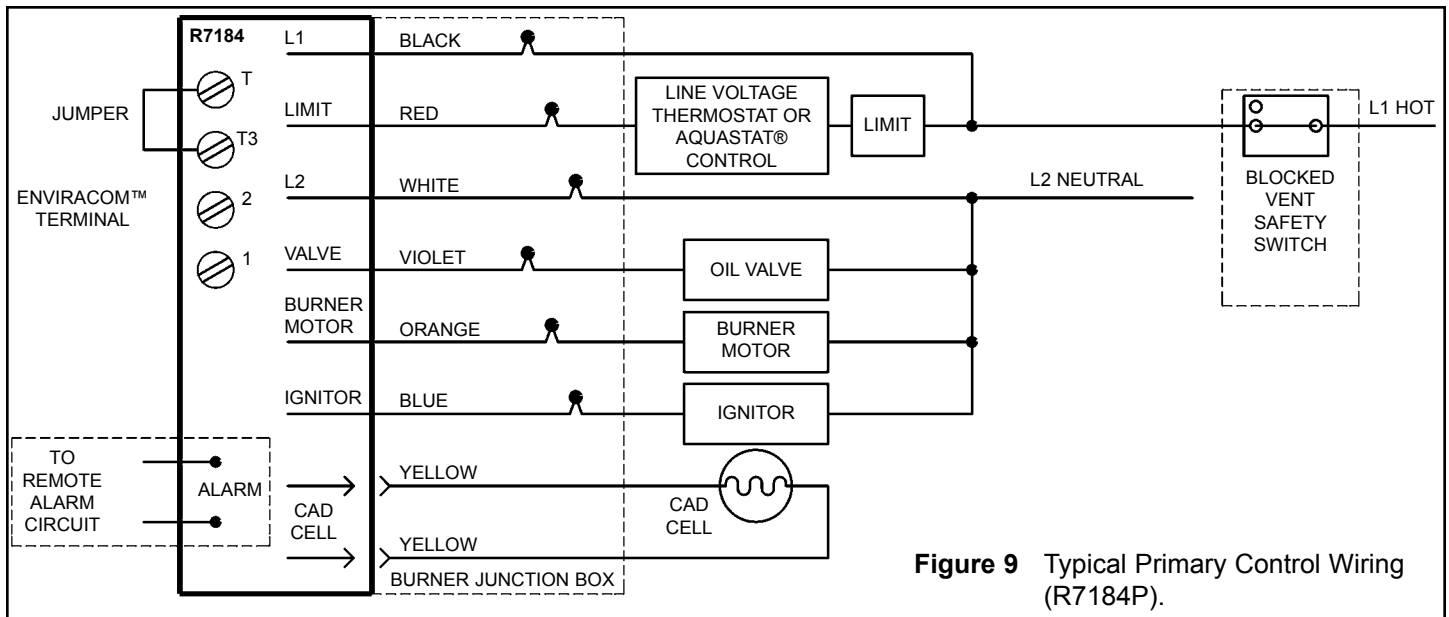 R7184
L1
BLACK
T
JUMPER
T3
LIMIT
RED
LINE VOLTAGE
THERMOSTAT OR
AQUASTAT®
CONTROL
LIMIT
L1 HOT
BLOCKED
VENT
SAFETY
SWITCH
ENVIRACOM™
TERMINAL
2
1
L2
WHITE
L2 NEUTRAL
VALVE
VIOLET
OIL VALVE
BURNER
MOTOR
ORANGE
BURNER
MOTOR
IGNITOR
BLUE
IGNITOR
TO
REMOTE
ALARM
CIRCUIT
ALARM
CAD
CELL
YELLOW
CAD
CELL
YELLOW
BURNER JUNCTION BOX
Figure 9 Typical Primary Control Wiring
(R7184P).